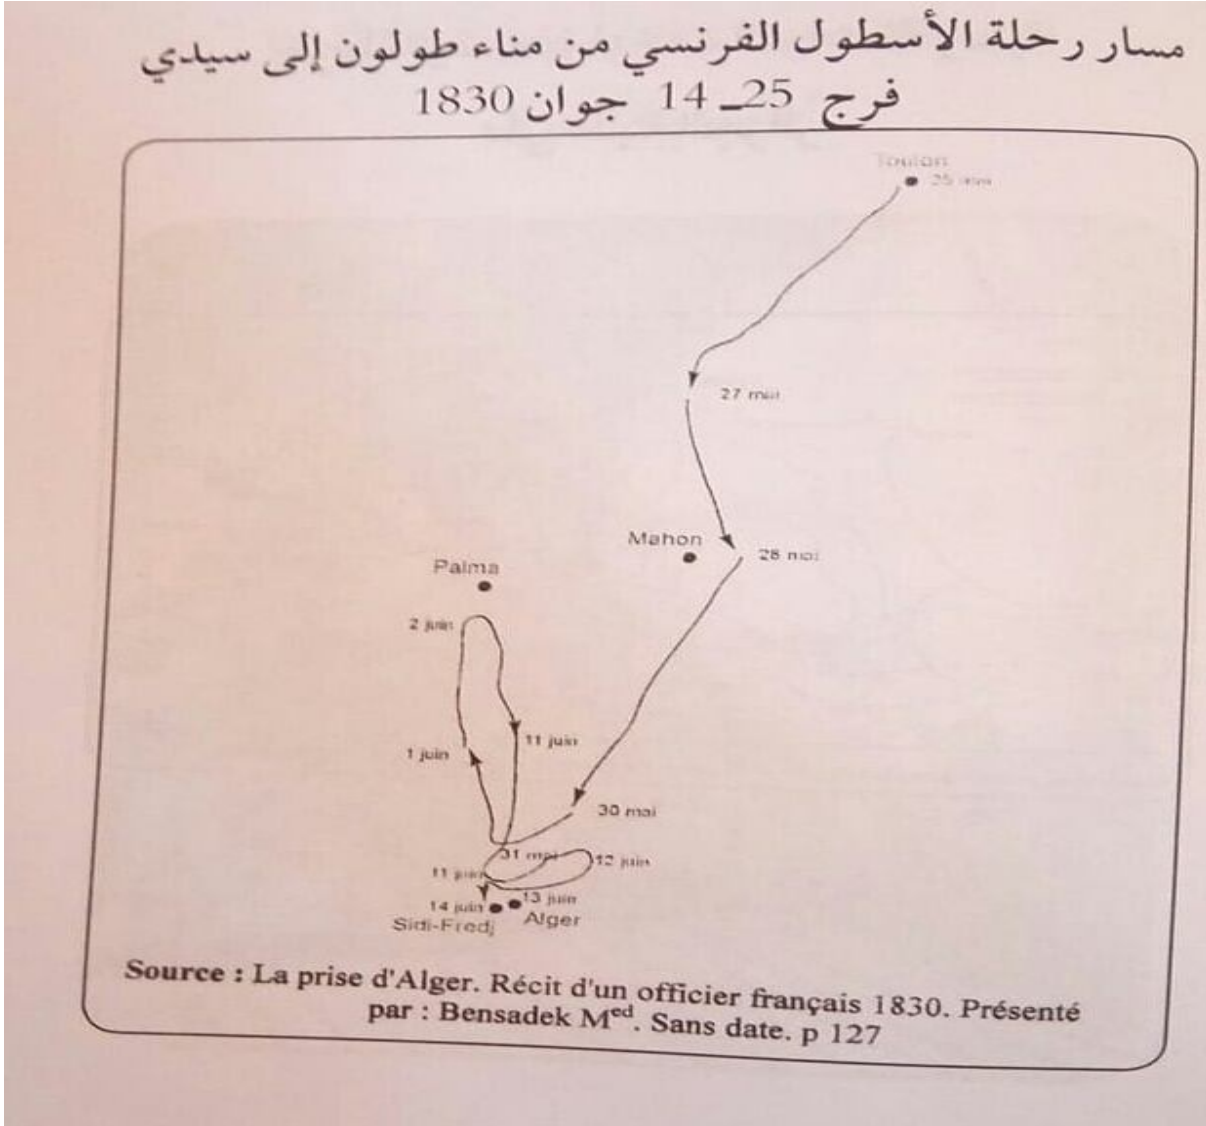 مسار رحلة الأسطول الفرنسي من مناء طولون إلى سيدي
فرج 25ـ 14 جوان 1830
Toulon
25 mai
27 mai
Mahon
28 mai
Palma
2 juin
11 juin
1 juin
30 mai
31 mai
12 juin
11 juin
13 juin
14 juin
Alger
Sidi-Fredj
Source : La prise d'Alger. Récit d'un officier français 1830. Présenté
par : Bensadek Med. Sans date. p 127